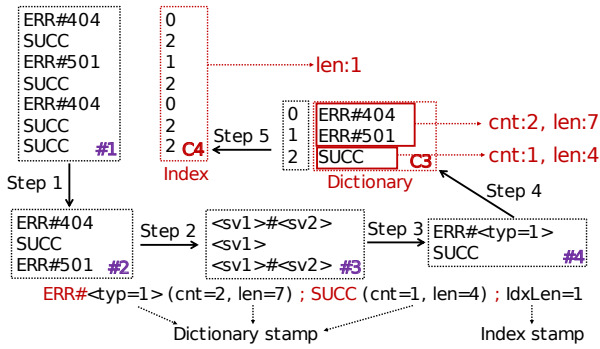 ERR#404
SUCC
ERR#501
SUCC
ERR#404
SUCC
SUCC #1
0
2
1
2
0
2
2 C4
Index
len:1
Step 5
0
1
2
ERR#404
ERR#501
SUCC C3
Dictionary
cnt:2, len:7
cnt:1, len:4
Step 1
Step 4
ERR#404
SUCC
ERR#501 #2
Step 2
<sv1>#<sv2>
<sv1>
<sv1>#<sv2> #3
Step 3
ERR#<typ=1>
SUCC #4
ERR#<typ=1>(cnt=2, len=7) ; SUCC (cnt=1, len=4) ; IdxLen=1
Dictionary stamp
Index stamp